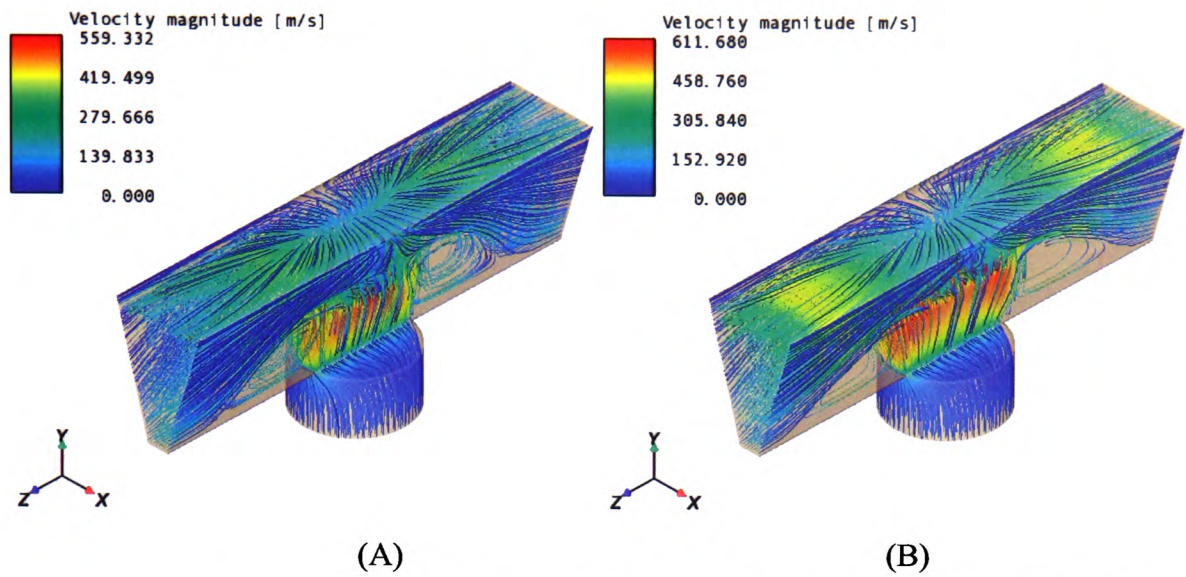 Velocity magnitude [m/s]
559.332
419.499
279.666
139.833
0.000
Y
Z
X
(A)
Velocity magnitude [m/s]
611.680
458.760
305.840
152.920
0.000
Y
Z
X
(B)